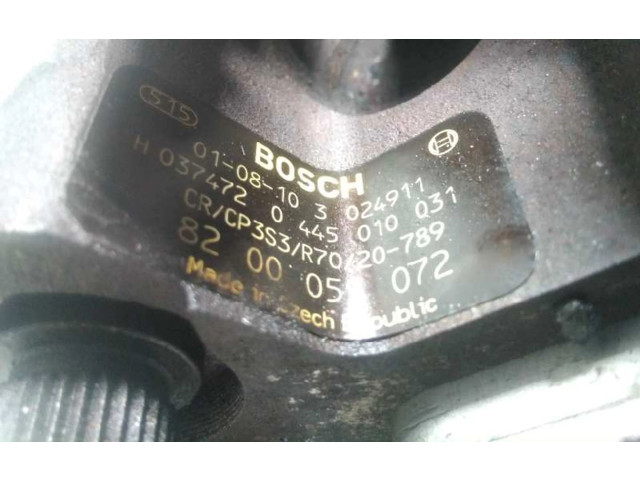 515
BOSCH
01-08-10 3 024911
H 037472 0 445 010 031
CR/CP3S3/R70/20-789
82 00 05 072
Made in Czech Republic